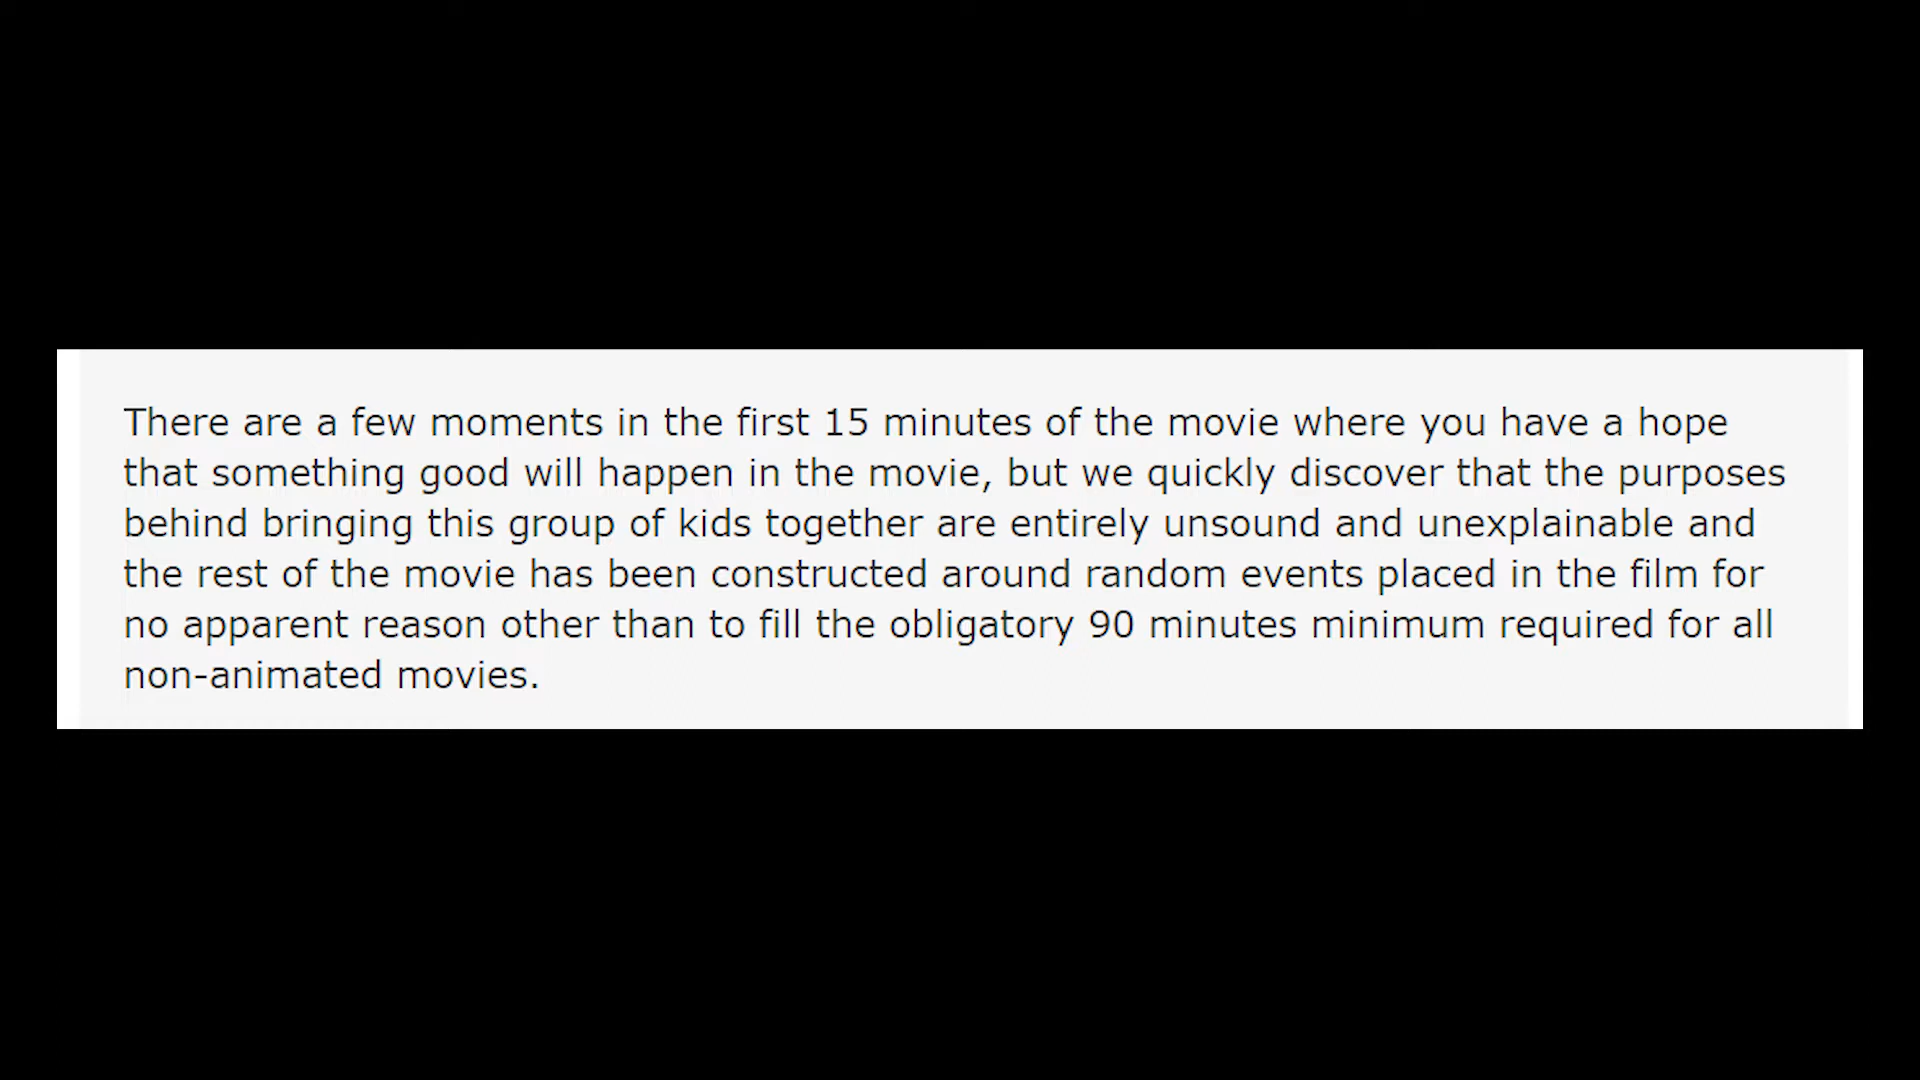 There are a few moments in the first 15 minutes of the movie where you have a hope
that something good will happen in the movie, but we quickly discover that the purposes
behind bringing this group of kids together are entirely unsound and unexplainable and
the rest of the movie has been constructed around random events placed in the film for
no apparent reason other than to fill the obligatory 90 minutes minimum required for all
non-animated movies.